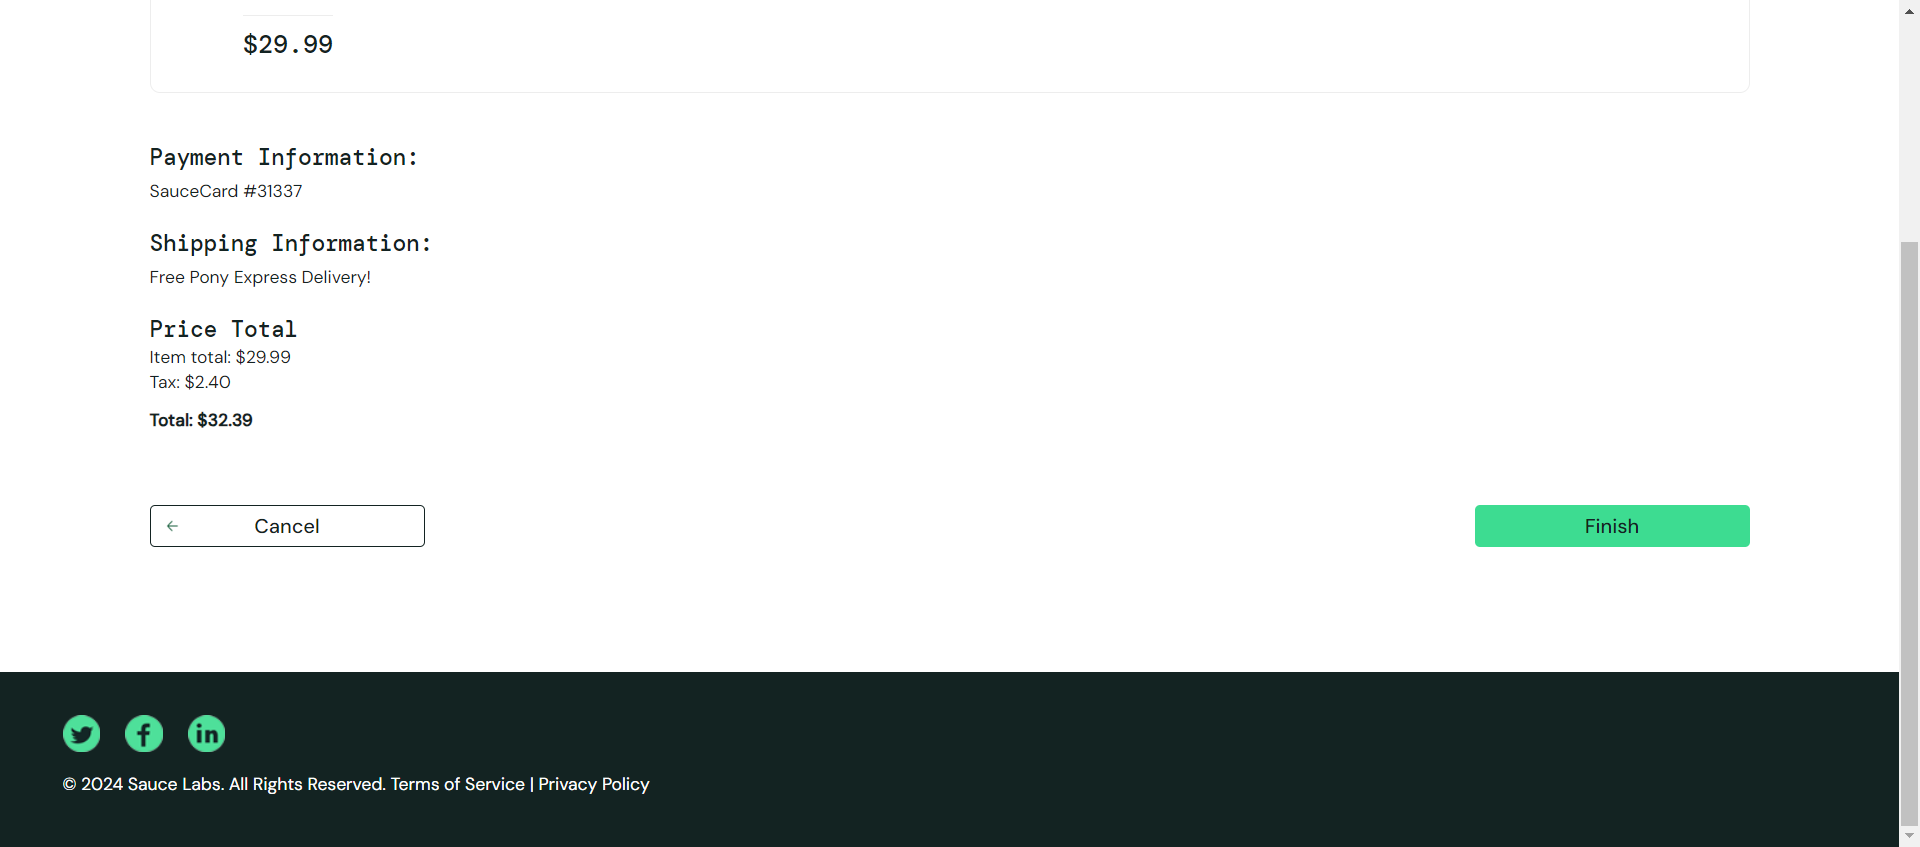 $29.99
Payment Information:
SauceCard #31337
Shipping Information:
Free Pony Express Delivery!
Price Total
Item total: $29.99
Tax: $2.40
Total: $32.39
Cancel
Finish
© 2024 Sauce Labs. All Rights Reserved. Terms of Service | Privacy Policy